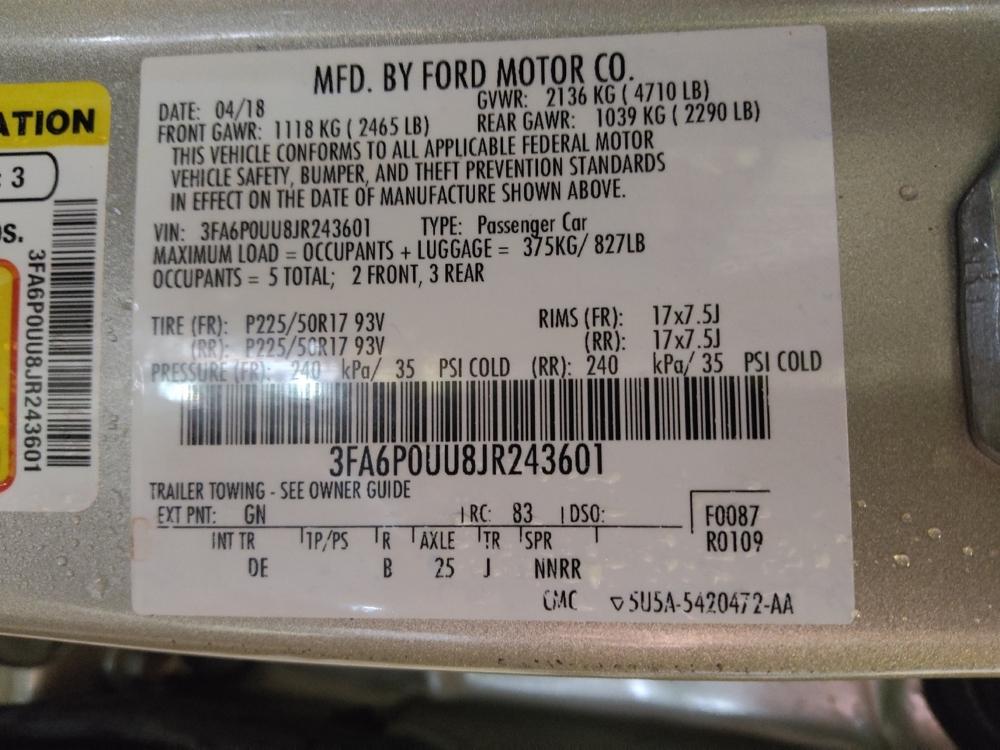 ATION
: 3
BS.
3FA6P0UU8JR243601
MFD. BY FORD MOTOR CO.
DATE: 04/18 GVWR: 2136 KG ( 4710 LB)
FRONT GAWR: 1118 KG ( 2465 LB) REAR GAWR: 1039 KG ( 2290 LB)
THIS VEHICLE CONFORMS TO ALL APPLICABLE FEDERAL MOTOR
VEHICLE SAFETY, BUMPER, AND THEFT PREVENTION STANDARDS
IN EFFECT ON THE DATE OF MANUFACTURE SHOWN ABOVE.
VIN: 3FA6P0UU8JR243601 TYPE: Passenger Car
MAXIMUM LOAD = OCCUPANTS + LUGGAGE = 375KG/ 827LB
OCCUPANTS = 5 TOTAL; 2 FRONT, 3 REAR
TIRE (FR): P225/50R17 93V RIMS (FR): 17x7.5J
(RR): P225/50R17 93V (RR): 17x7.5J
PRESSURE (FR): 240 kPa/ 35 PSI COLD (RR): 240 kPa/ 35 PSI COLD
3FA6P0UU8JR243601
TRAILER TOWING - SEE OWNER GUIDE
EXT PNT: GN RC: 83 DSO: F0087
INT TR TP/PS R AXLE TR SPR R0109
DE B 25 J NNRR
CMC ▽5U5A-5420472-AA